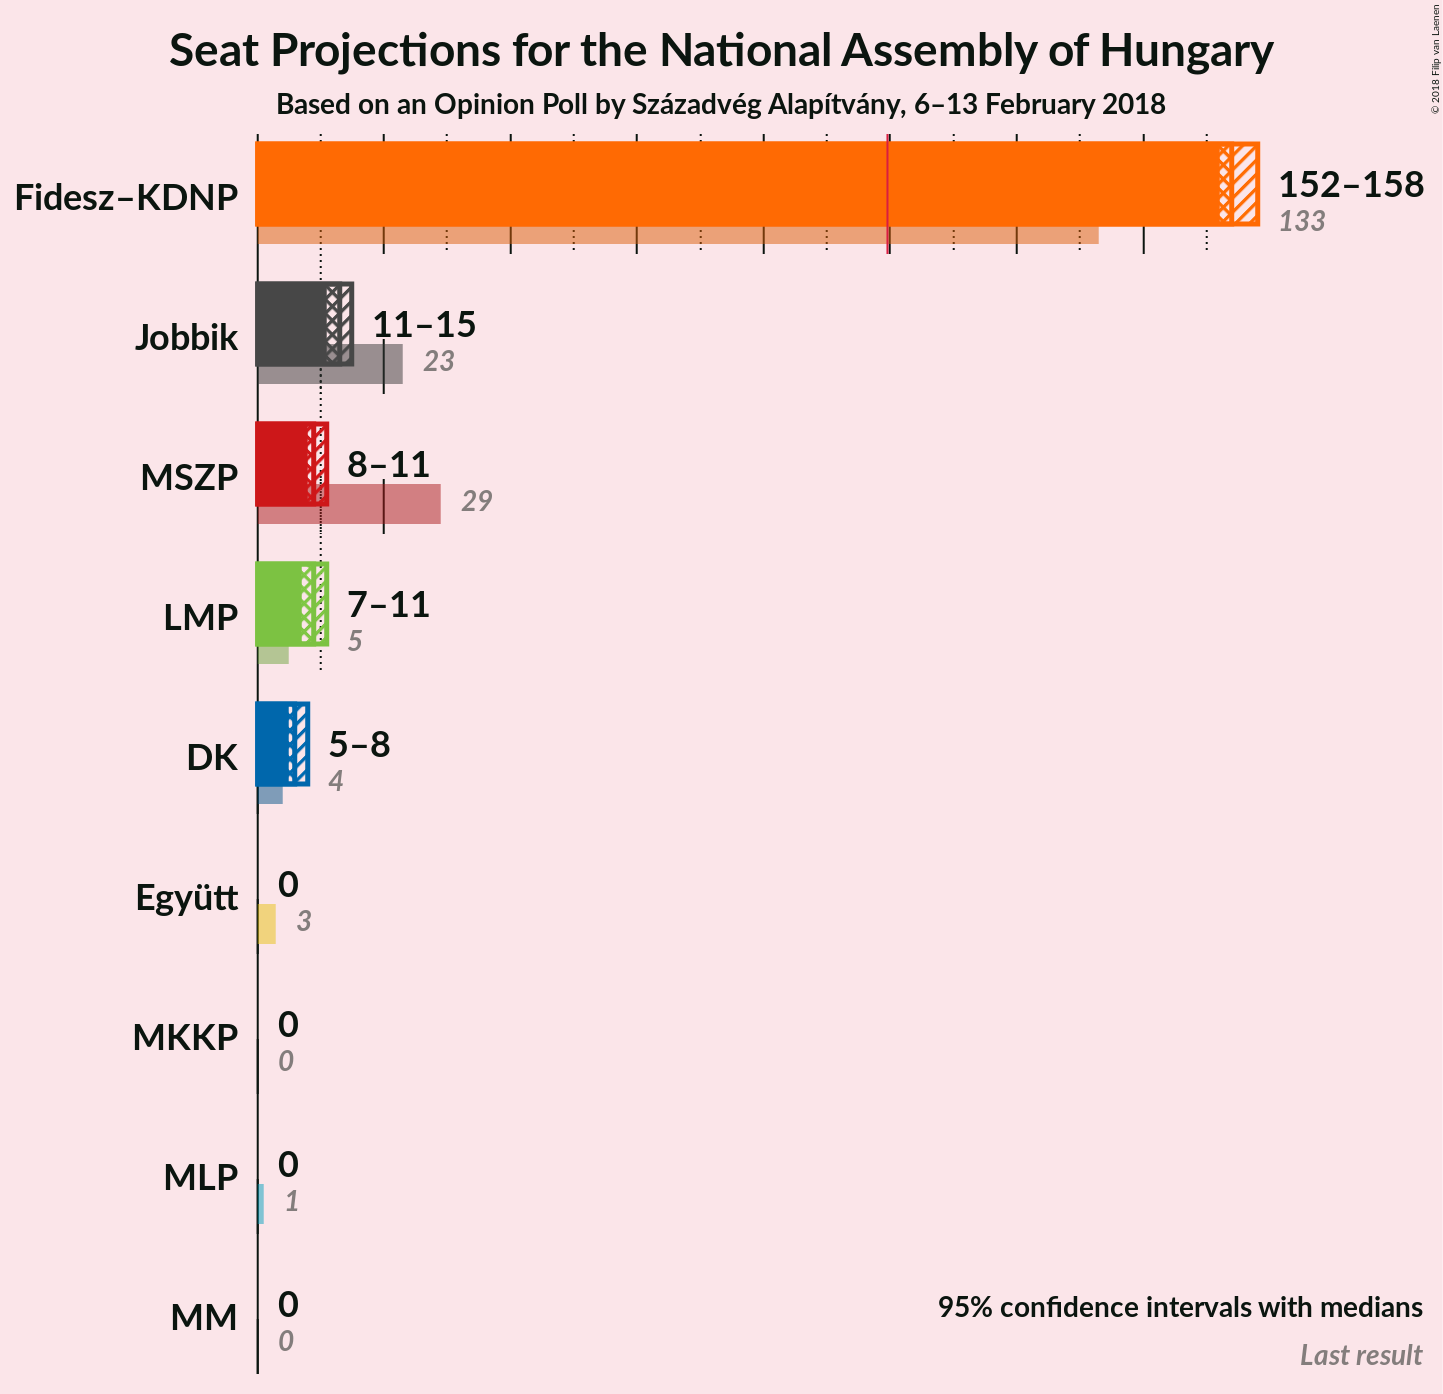 Seat Projections for the National Assembly of Hungary
Based on an Opinion Poll by Századvég Alapítvány, 6–13 February 2018
© 2018 Filip van Laenen
Fidesz–KDNP
152–158
133
Jobbik
11–15
23
MSZP
8–11
29
LMP
7–11
5
DK
5–8
4
Együtt
0
3
MKKP
0
0
MLP
0
1
MM
0
0
95% confidence intervals with medians
Last result